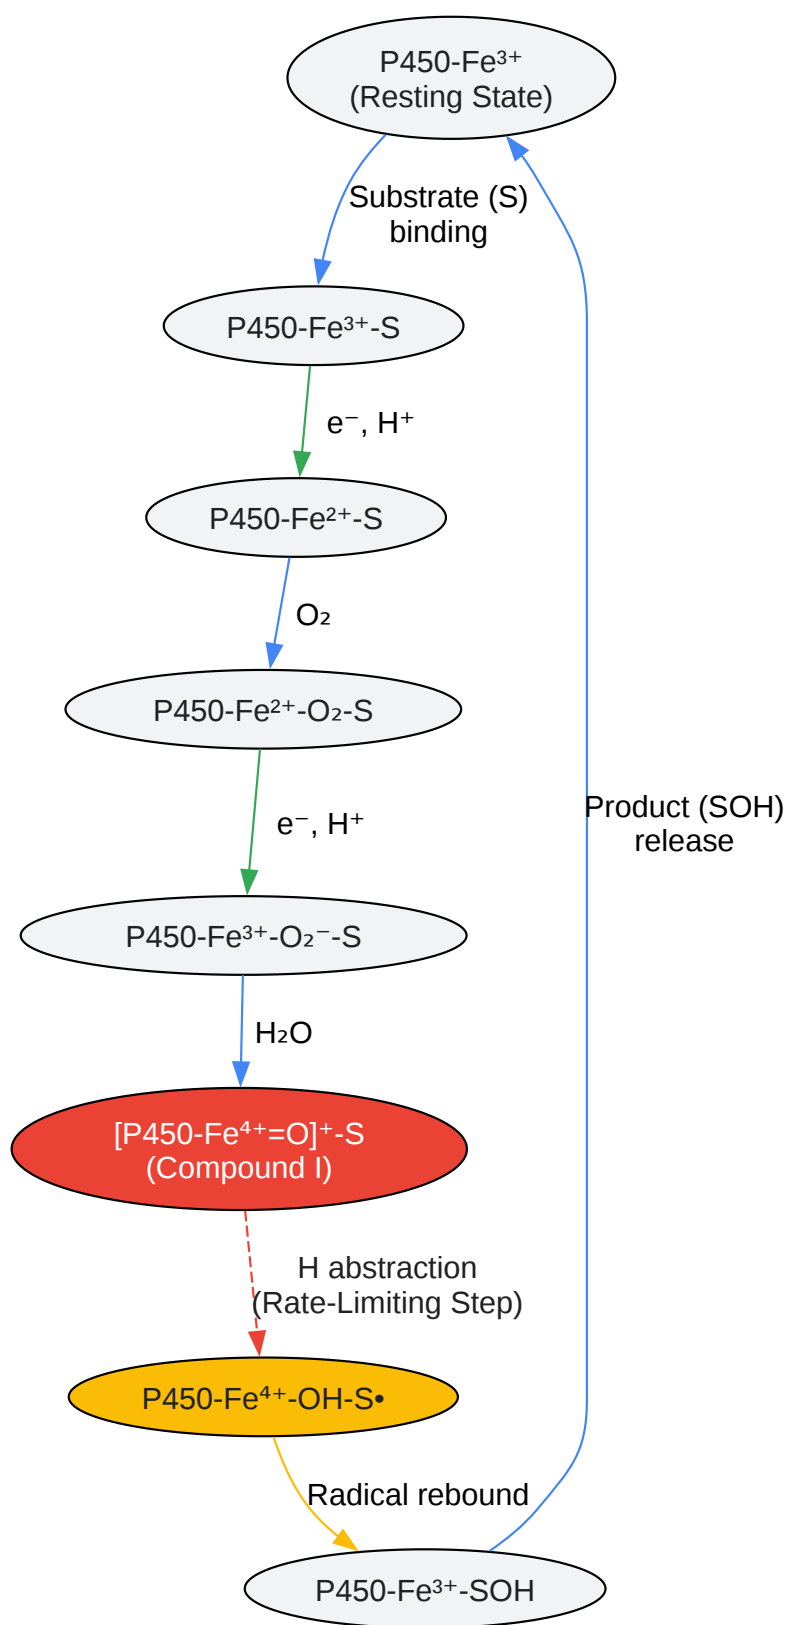 P450-Fe³⁺
(Resting State)
Substrate (S)
binding
P450-Fe³⁺-S
e⁻, H⁺
P450-Fe²⁺-S
O₂
P450-Fe²⁺-O₂-S
e⁻, H⁺
Product (SOH)
release
P450-Fe³⁺-O₂⁻-S
H₂O
[P450-Fe⁴⁺=O]⁺-S
(Compound I)
H abstraction
(Rate-Limiting Step)
P450-Fe⁴⁺-OH-S•
Radical rebound
P450-Fe³⁺-SOH